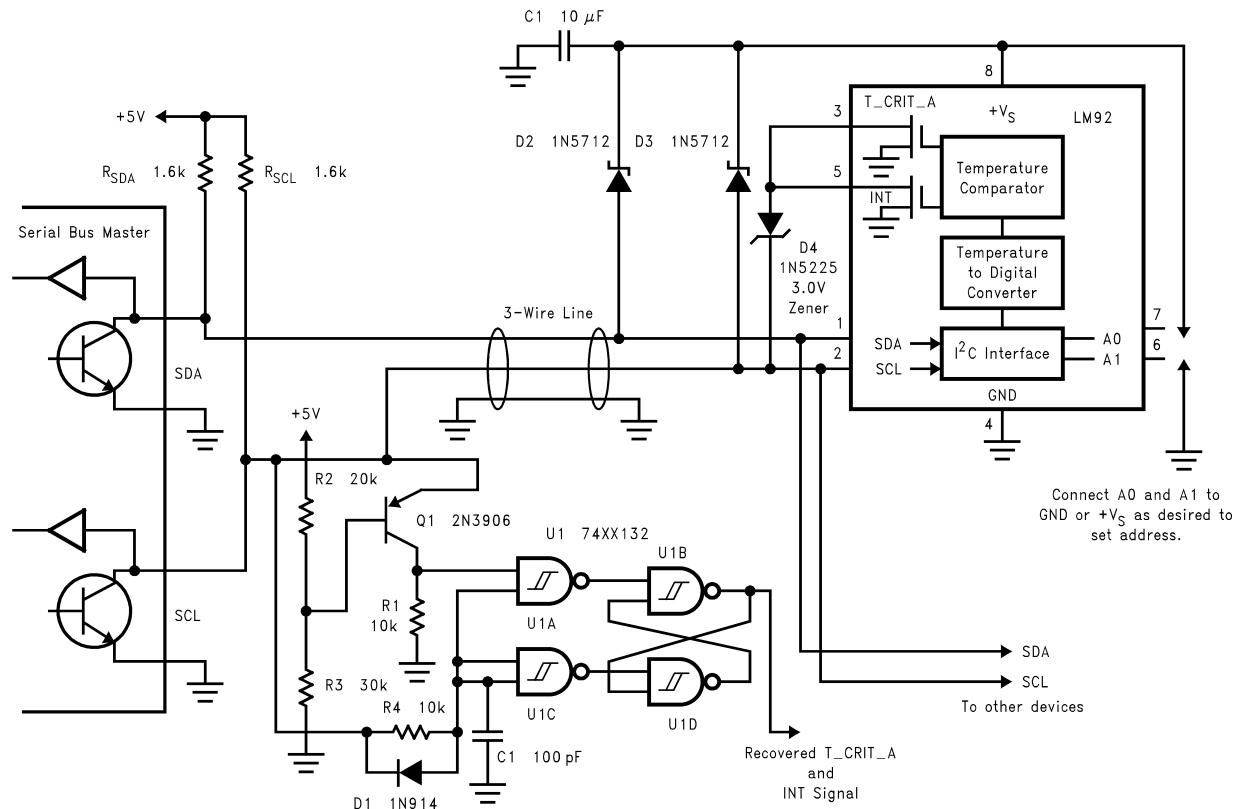 C1 10 μF
8
+5V
T_CRIT_A
3
+V_S
LM92
D2 1N5712
D3 1N5712
R_SDA 1.6k
R_SCL 1.6k
Temperature
Comparator
5
INT
Serial Bus Master
D4
1N5225
3.0V
Zener
Temperature
to Digital
Converter
3-Wire Line
1
7
SDA
I²C Interface
A0
2
6
SCL
A1
SDA
GND
4
+5V
R2 20k
Connect A0 and A1 to
GND or +V_S as desired to
set address.
Q1 2N3906
U1 74XX132
U1B
R1
10k
SCL
U1A
SDA
R3 30k
SCL
To other devices
R4 10k
U1C
U1D
C1 100 pF
Recovered T_CRIT_A
and
INT Signal
D1 1N914